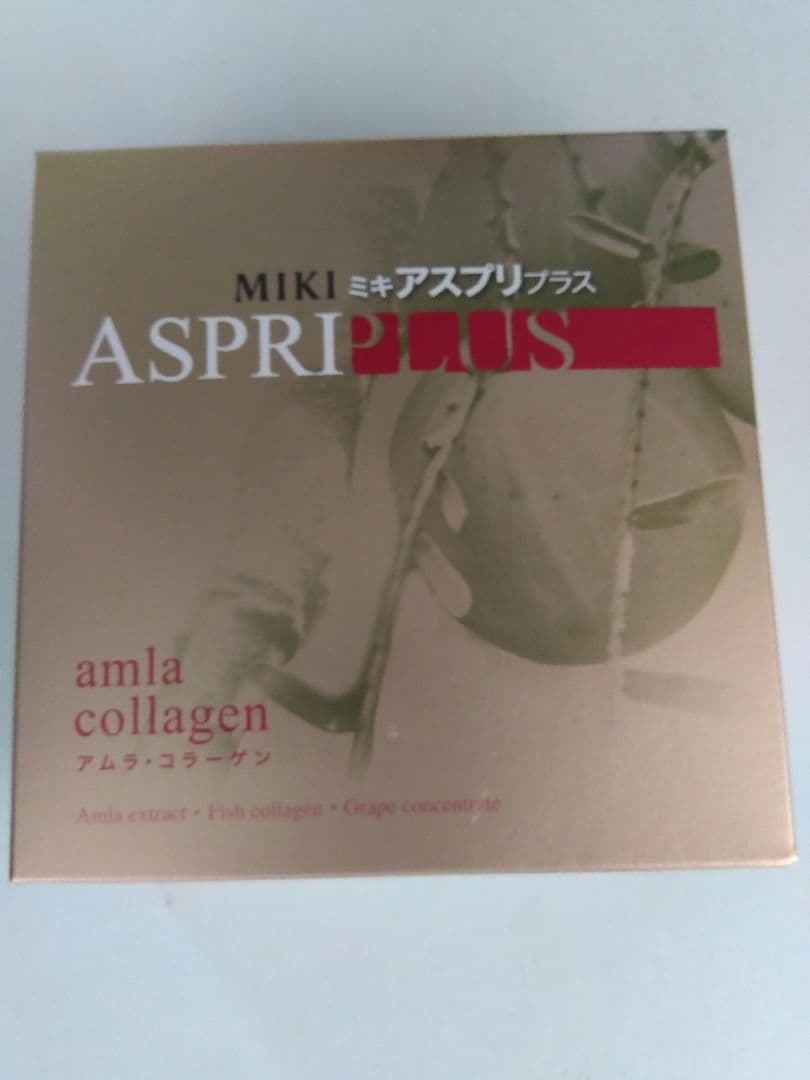 MIKI ミキアスプリプラス
ASPRIPLUS
amla
collagen
アムラ・コラーゲン
Amla extract・Fish collagen・Grape concentrate